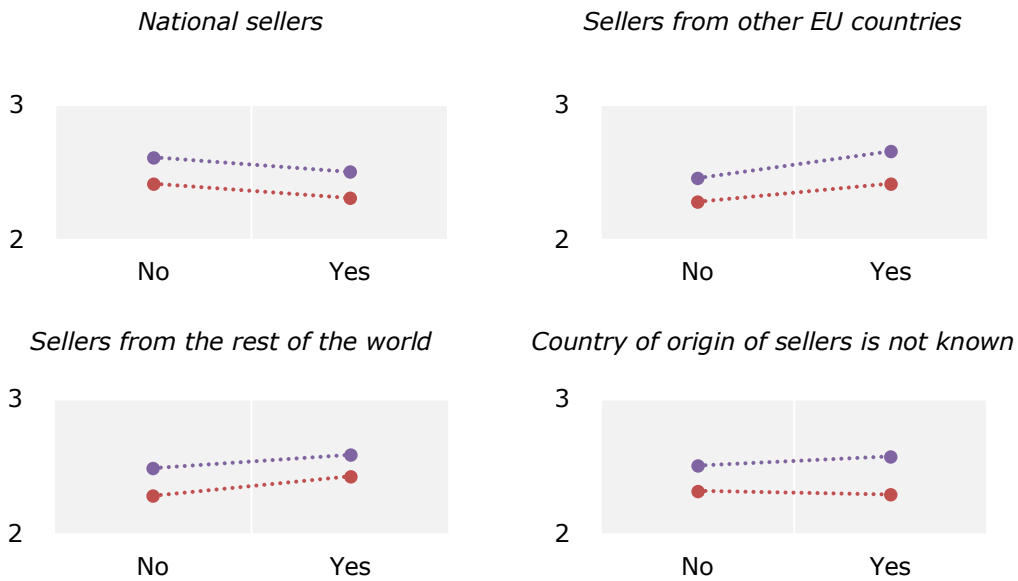 National sellers
3
2
No Yes
Sellers from other EU countries
3
2
No Yes
Sellers from the rest of the world
3
2
No Yes
Country of origin of sellers is not known
3
2
No Yes